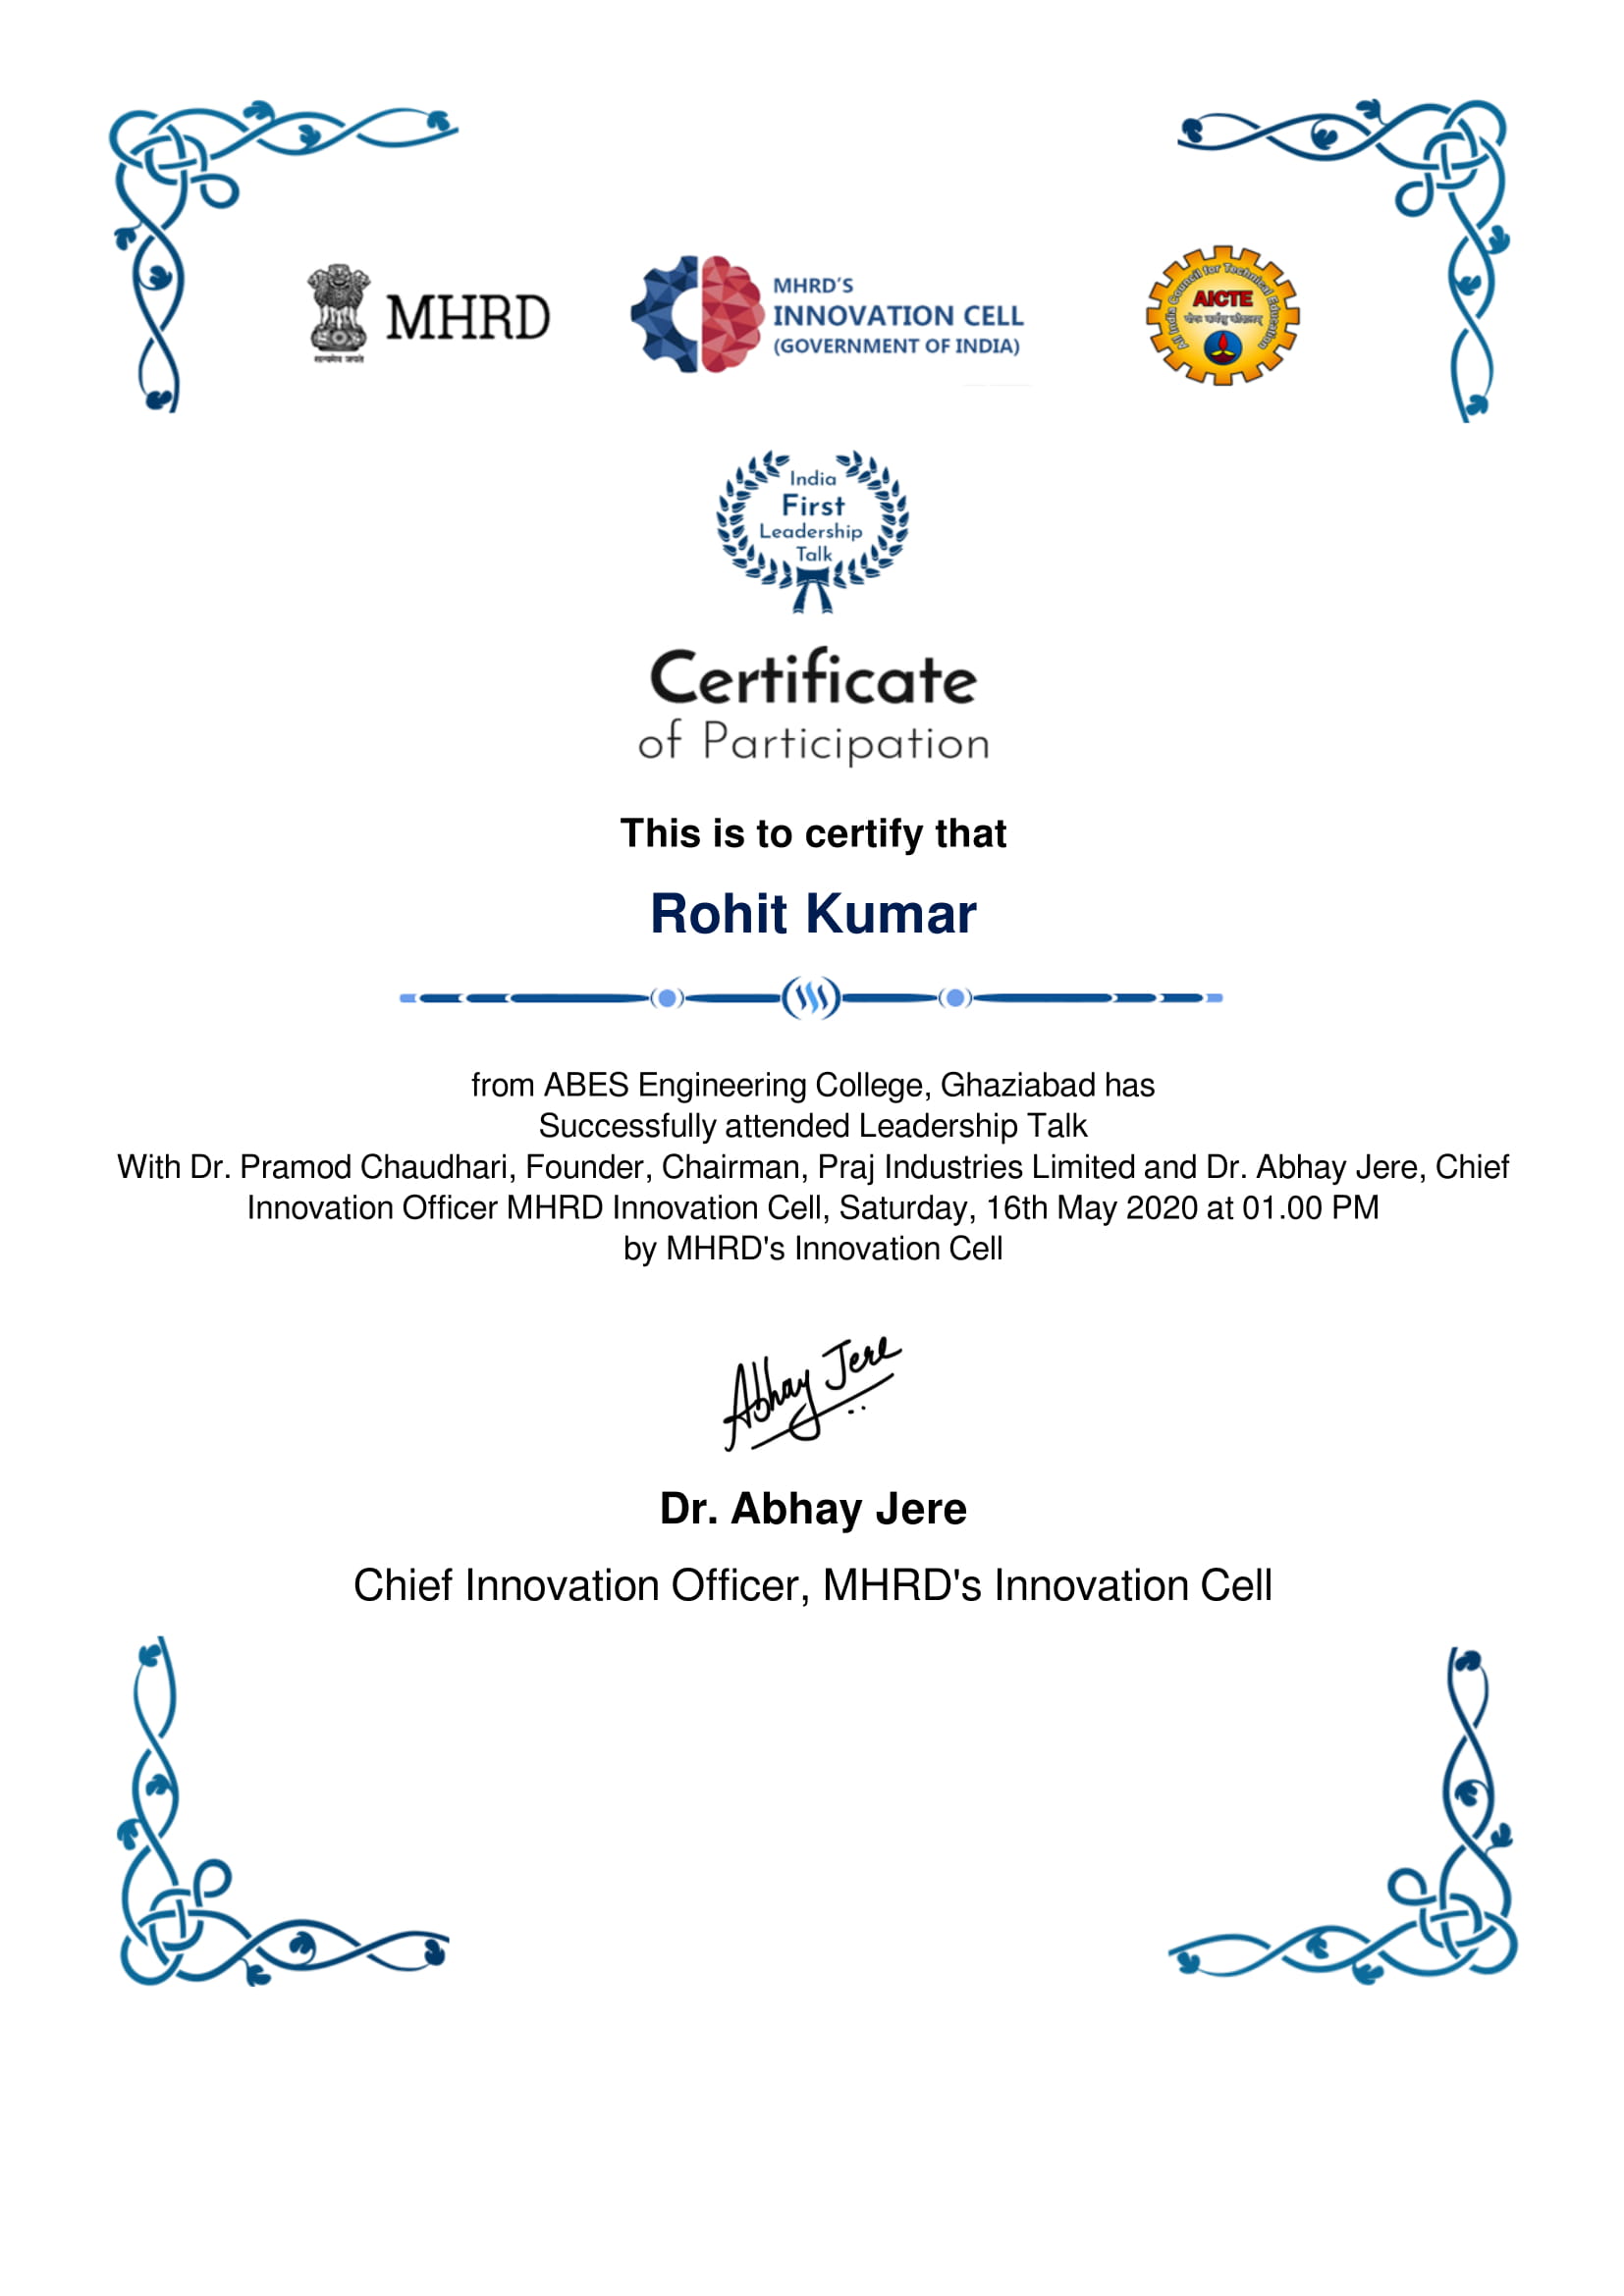 सत्यमेव जयते
MHRD
MHRD'S
INNOVATION CELL
(GOVERNMENT OF INDIA)
All India Council for Technical Education
AICTE
India
First
Leadership
Talk
Certificate
of Participation
This is to certify that
Rohit Kumar
from ABES Engineering College, Ghaziabad has
Successfully attended Leadership Talk
With Dr. Pramod Chaudhari, Founder, Chairman, Praj Industries Limited and Dr. Abhay Jere, Chief
Innovation Officer MHRD Innovation Cell, Saturday, 16th May 2020 at 01.00 PM
by MHRD's Innovation Cell
Abhay Jere
Dr. Abhay Jere
Chief Innovation Officer, MHRD's Innovation Cell